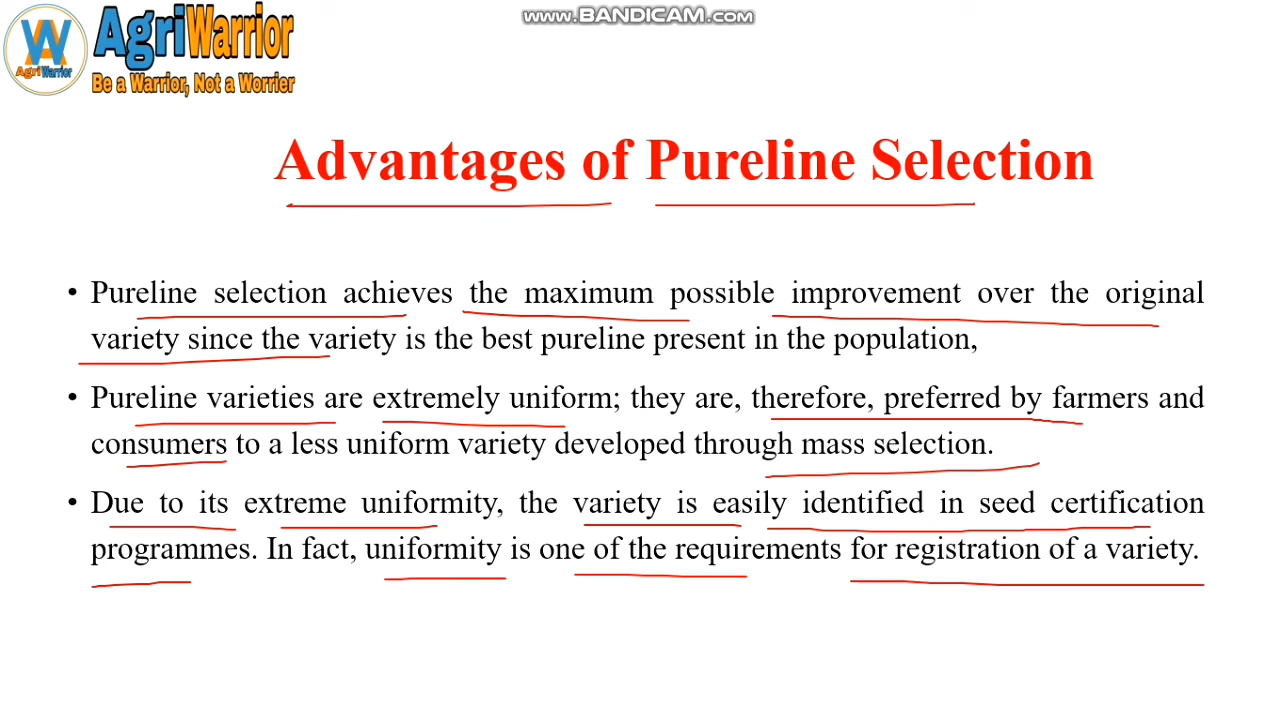 www.BANDICAM.com
AgriWarrior
Be a Warrior, Not a Worrier
W
AgriWarrior
Advantages of Pureline Selection
• Pureline selection achieves the maximum possible improvement over the original
variety since the variety is the best pureline present in the population,
• Pureline varieties are extremely uniform; they are, therefore, preferred by farmers and
consumers to a less uniform variety developed through mass selection.
• Due to its extreme uniformity, the variety is easily identified in seed certification
programmes. In fact, uniformity is one of the requirements for registration of a variety.